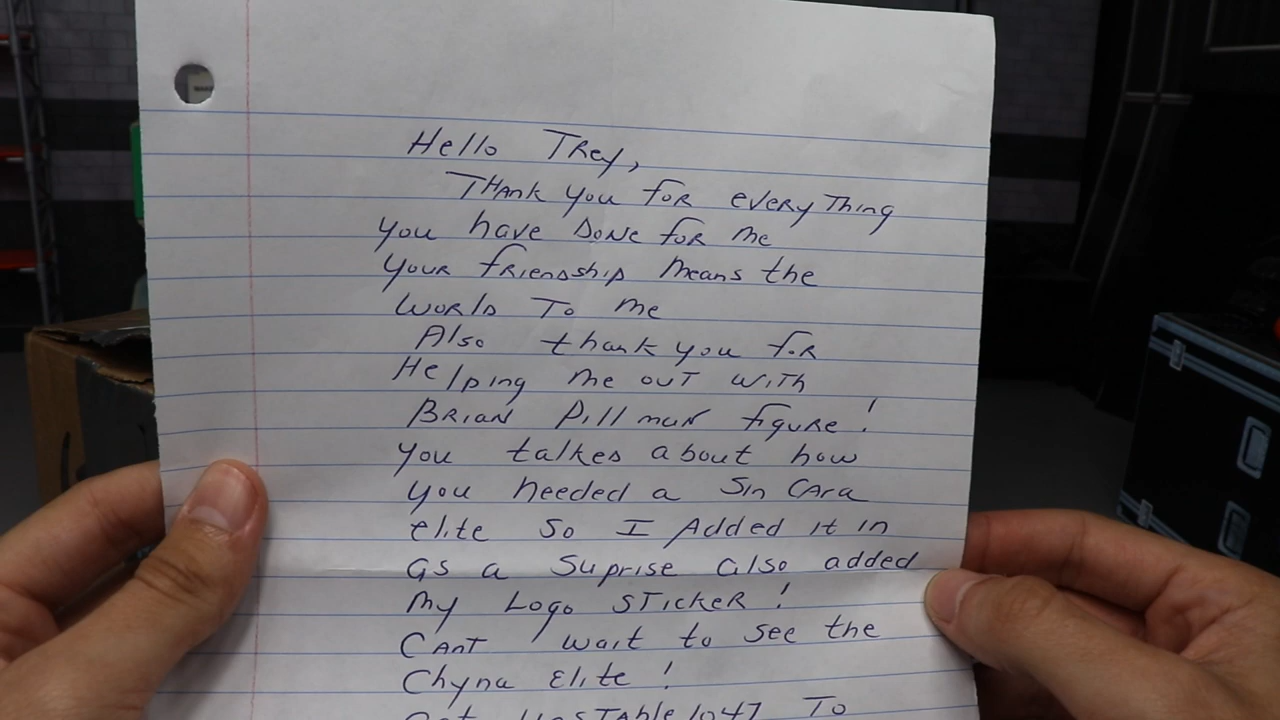 Hello Trey,
Thank you for everything
you have Done for me
your friendship means the
world To me
Also thank you for
Helping me out with
Brian Pillman figure!
you talked about how
you needed a Sin Cara
elite so I Added it in
as a Suprise also added
my Logo Sticker!
Cant wait to see the
Chyna Elite!
To